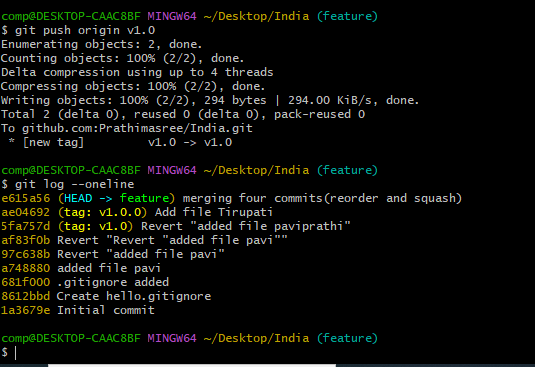 comp@DESKTOP-CAAC8BF MINGW64 ~/Desktop/India (feature)
$ git push origin v1.0
Enumerating objects: 2, done.
Counting objects: 100% (2/2), done.
Delta compression using up to 4 threads
Compressing objects: 100% (2/2), done.
Writing objects: 100% (2/2), 294 bytes | 294.00 KiB/s, done.
Total 2 (delta 0), reused 0 (delta 0), pack-reused 0
To github.com:Prathimasree/India.git
 * [new tag]         v1.0 -> v1.0
comp@DESKTOP-CAAC8BF MINGW64 ~/Desktop/India (feature)
$ git log --oneline
e615a56 (HEAD -> feature) merging four commits(reorder and squash)
ae04692 (tag: v1.0.0) Add file Tirupati
5fa757d (tag: v1.0) Revert "added file paviprathi"
af83f0b Revert "Revert "added file pavi""
97c638b Revert "added file pavi"
a748880 added file pavi
681f000 .gitignore added
8612bbd Create hello.gitignore
1a3679e Initial commit
comp@DESKTOP-CAAC8BF MINGW64 ~/Desktop/India (feature)
$